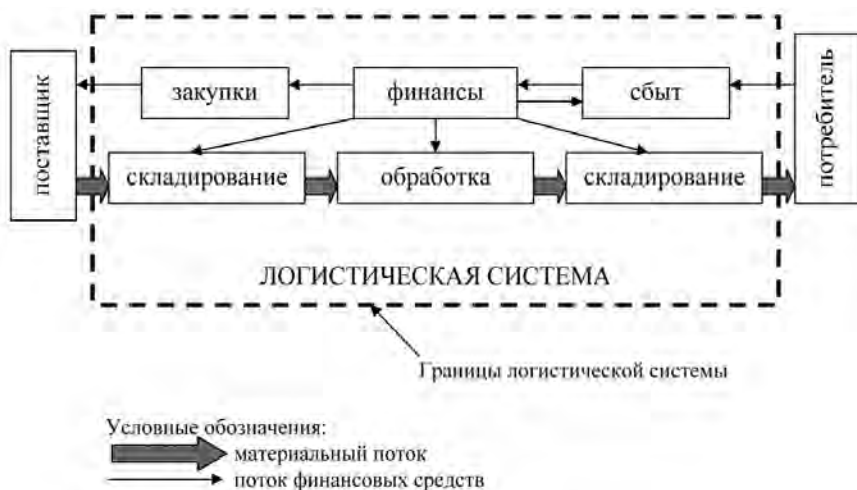 поставщик
закупки
финансы
сбыт
потребитель
складирование
обработка
складирование
ЛОГИСТИЧЕСКАЯ СИСТЕМА
Границы логистической системы
Условные обозначения:
материальный поток
поток финансовых средств